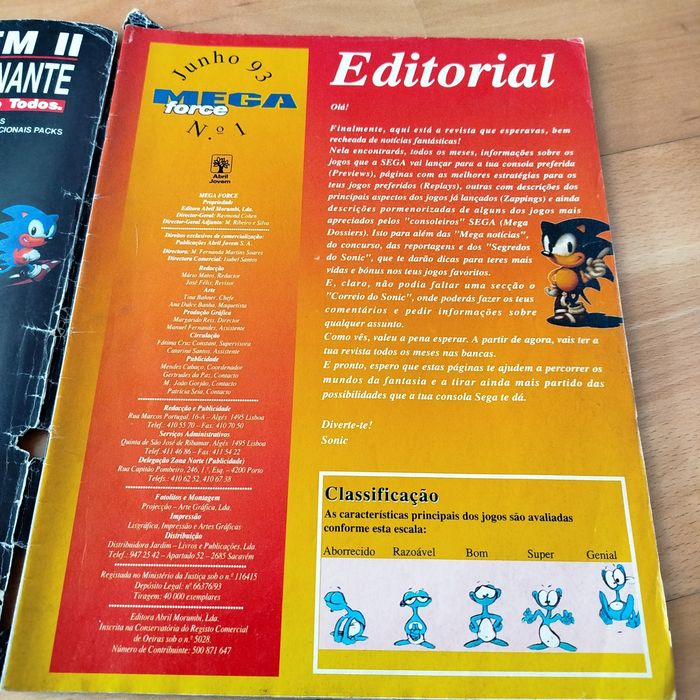 EM II
NANTE
o Todos.
S
CIONAIS PACKS
Junho 93
MEGA
force
N.º 1
Abril
Jovem
MEGA FORCE
Propriedade
Editora Abril Morumbi, Lda.
Director-Geral: Raymond Cohen
Director-Geral Adjunto: M. Ribeiro e Silva
Direitos exclusivos de comercialização:
Publicações Abril Jovem S. A.
Directora: M. Fernanda Martins Soares
Directora Comercial: Isabel Santos
Redacção
Mário Matos, Redactor
José Félix, Revisor
Arte
Tina Bahner, Chefe
Ana Dulce Banha, Maquetista
Produção Gráfica
Margarido Reis, Director
Manuel Fernandes, Assistente
Circulação
Fátima Cruz Constant, Supervisora
Catarina Santos, Assistente
Publicidade
Mendes Cabaço, Coordenador
Gertrudes da Paz, Contacto
M. João Gorjão, Contacto
Patrícia Seia, Contacto
Redacção e Publicidade
Rua Marcos Portugal, 16-A – Algés 1495 Lisboa
Telef.: 410 55 70 – Fax. 410 70 50
Serviços Administrativos
Quinta de São José de Ribamar, Algés 1495 Lisboa
Telef. 411 46 86 – Fax: 411 54 22
Delegação Zona Norte (Publicidade)
Rua Capitão Pombeiro, 246, 1.º, Esq. – 4200 Porto
Telefs.: 410 62 52, 410 67 38
Fotolitos e Montagem
Projecção – Arte Gráfica, Lda.
Impressão
Lisgráfica, Impressão e Artes Gráficas
Distribuição
Distribuidora Jardim – Livros e Publicações, Lda.
Telef.: 947 25 42 – Apart. 52 – 2685 Sacavém
Registada no Ministério da Justiça sob o n.º 116415
Depósito Legal: nº 66376/93
Tiragem: 40 000 exemplares
Editora Abril Morumbi, Lda.
Inscrita na Conservatória do Registo Comercial
de Oeiras sob o nº 5028.
Número de Contribuinte: 500 871 647
Editorial
Olá!
Finalmente, aqui está a revista que esperavas, bem
recheada de notícias fantásticas!
Nela encontrarás, todos os meses, informações sobre os
jogos que a SEGA vai lançar para a tua consola preferida
(Previews), páginas com as melhores estratégias para os
teus jogos preferidos (Replays), outras com descrições dos
principais aspectos dos jogos já lançados (Zappings) e ainda
descrições pormenorizadas de alguns dos jogos mais
apreciados pelos "consoleiros" SEGA (Mega
Dossiers). Isto para além das "Mega notícias",
do concurso, das reportagens e dos "Segredos
do Sonic", que te darão dicas para teres mais
vidas e bónus nos teus jogos favoritos.
E, claro, não podia faltar uma secção o
"Correio do Sonic", onde poderás fazer os teus
comentários e pedir informações sobre
qualquer assunto.
Como vês, valeu a pena esperar. A partir de agora, vais ter a
tua revista todos os meses nas bancas.
E pronto, espero que estas páginas te ajudem a percorrer os
mundos da fantasia e a tirar ainda mais partido das
possibilidades que a tua consola Sega te dá.
Diverte-te!
Sonic
Classificação
As características principais dos jogos são avaliadas
conforme esta escala:
Aborrecido Razoável Bom Super Genial